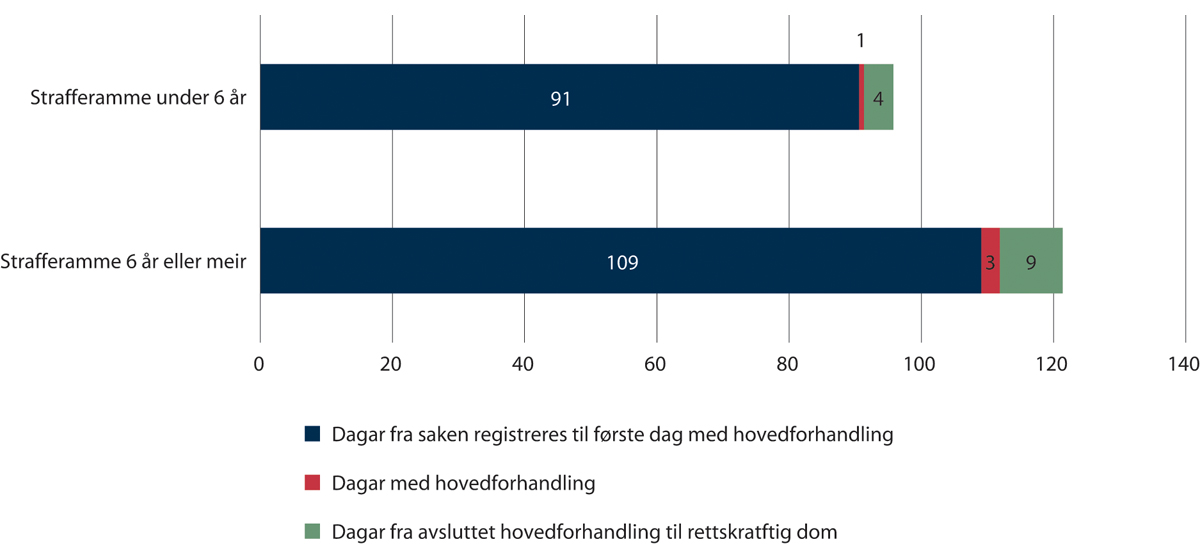 1
Strafferamme under 6 år 91 4
Strafferamme 6 år eller meir 109 3 9
0 20 40 60 80 100 120 140
Dagar fra saken registreres til første dag med hovedforhandling
Dagar med hovedforhandling
Dagar fra avsluttet hovedforhandling til rettskratftig dom